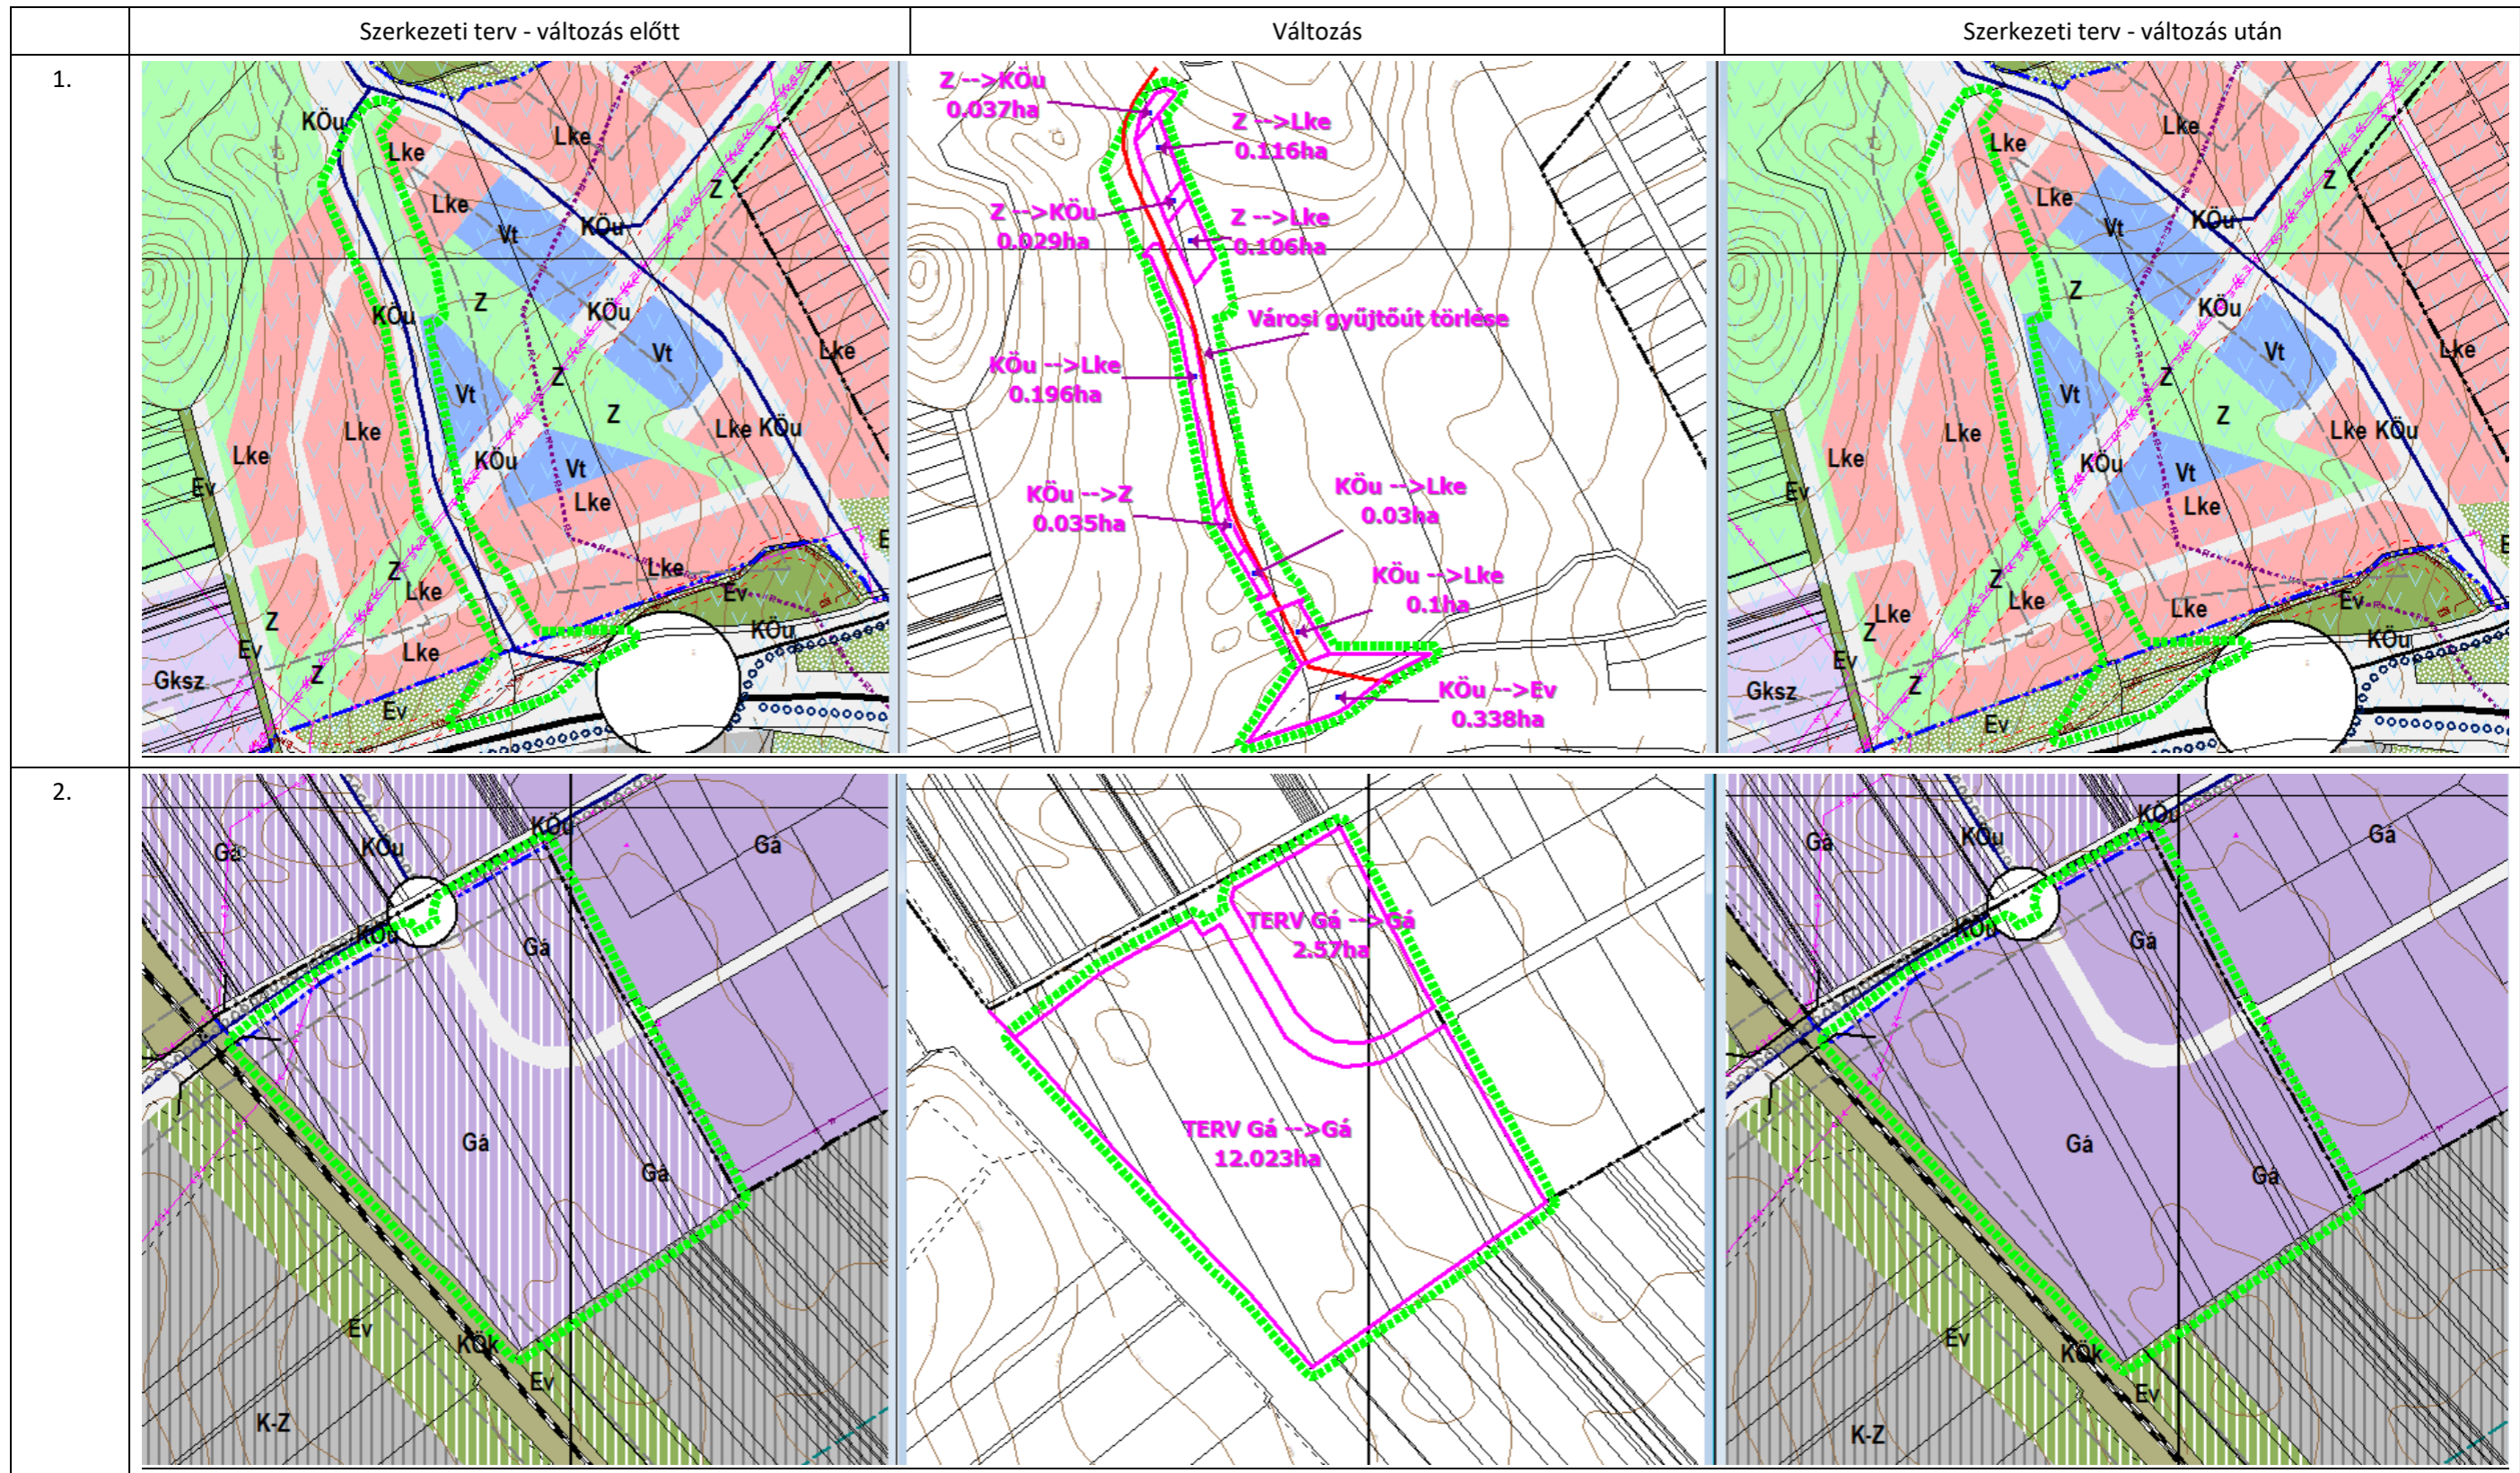 Szerkezeti terv - változás előtt
Változás
Szerkezeti terv - változás után
1.
KÖu
Lke
Lke
Lke
Z
Vt
KÖu
Z
KÖu
KÖu
Vt
Lke
Z
Vt
Z
Lke
Lke
KÖu
Lke
KÖu
Vt
Ev
Lke
E
Z
Lke
Lke
Ev
Z
KÖu
Ev
Lke
Z
Gksz
Ev
Z -->KÖu
0.037ha
Z -->Lke
0.116ha
Z -->KÖu
0.029ha
Z -->Lke
0.106ha
Városi gyűjtőút törlése
KÖu -->Lke
0.196ha
KÖu -->Lke
0.03ha
KÖu -->Z
0.035ha
KÖu -->Lke
0.1ha
KÖu -->Ev
0.338ha
Lke
Lke
Z
Lke
Vt
KÖu
Z
KÖu
Vt
Lke
Z
Vt
Z
Lke
Lke
Lke
KÖu
KÖu
Vt
Ev
Lke
E
Z
Lke
Lke
Lke
Ev
Z
KÖu
Ev
Z
Gksz
Ev
2.
KÖu
Gá
KÖu
Gá
KÖu
Gá
Gá
Gá
Ev
KÖk
Ev
K-Z
TERV Gá -->Gá
2.57ha
TERV Gá -->Gá
12.023ha
KÖu
Gá
KÖu
Gá
KÖu
Gá
Gá
Gá
Ev
KÖk
Ev
K-Z